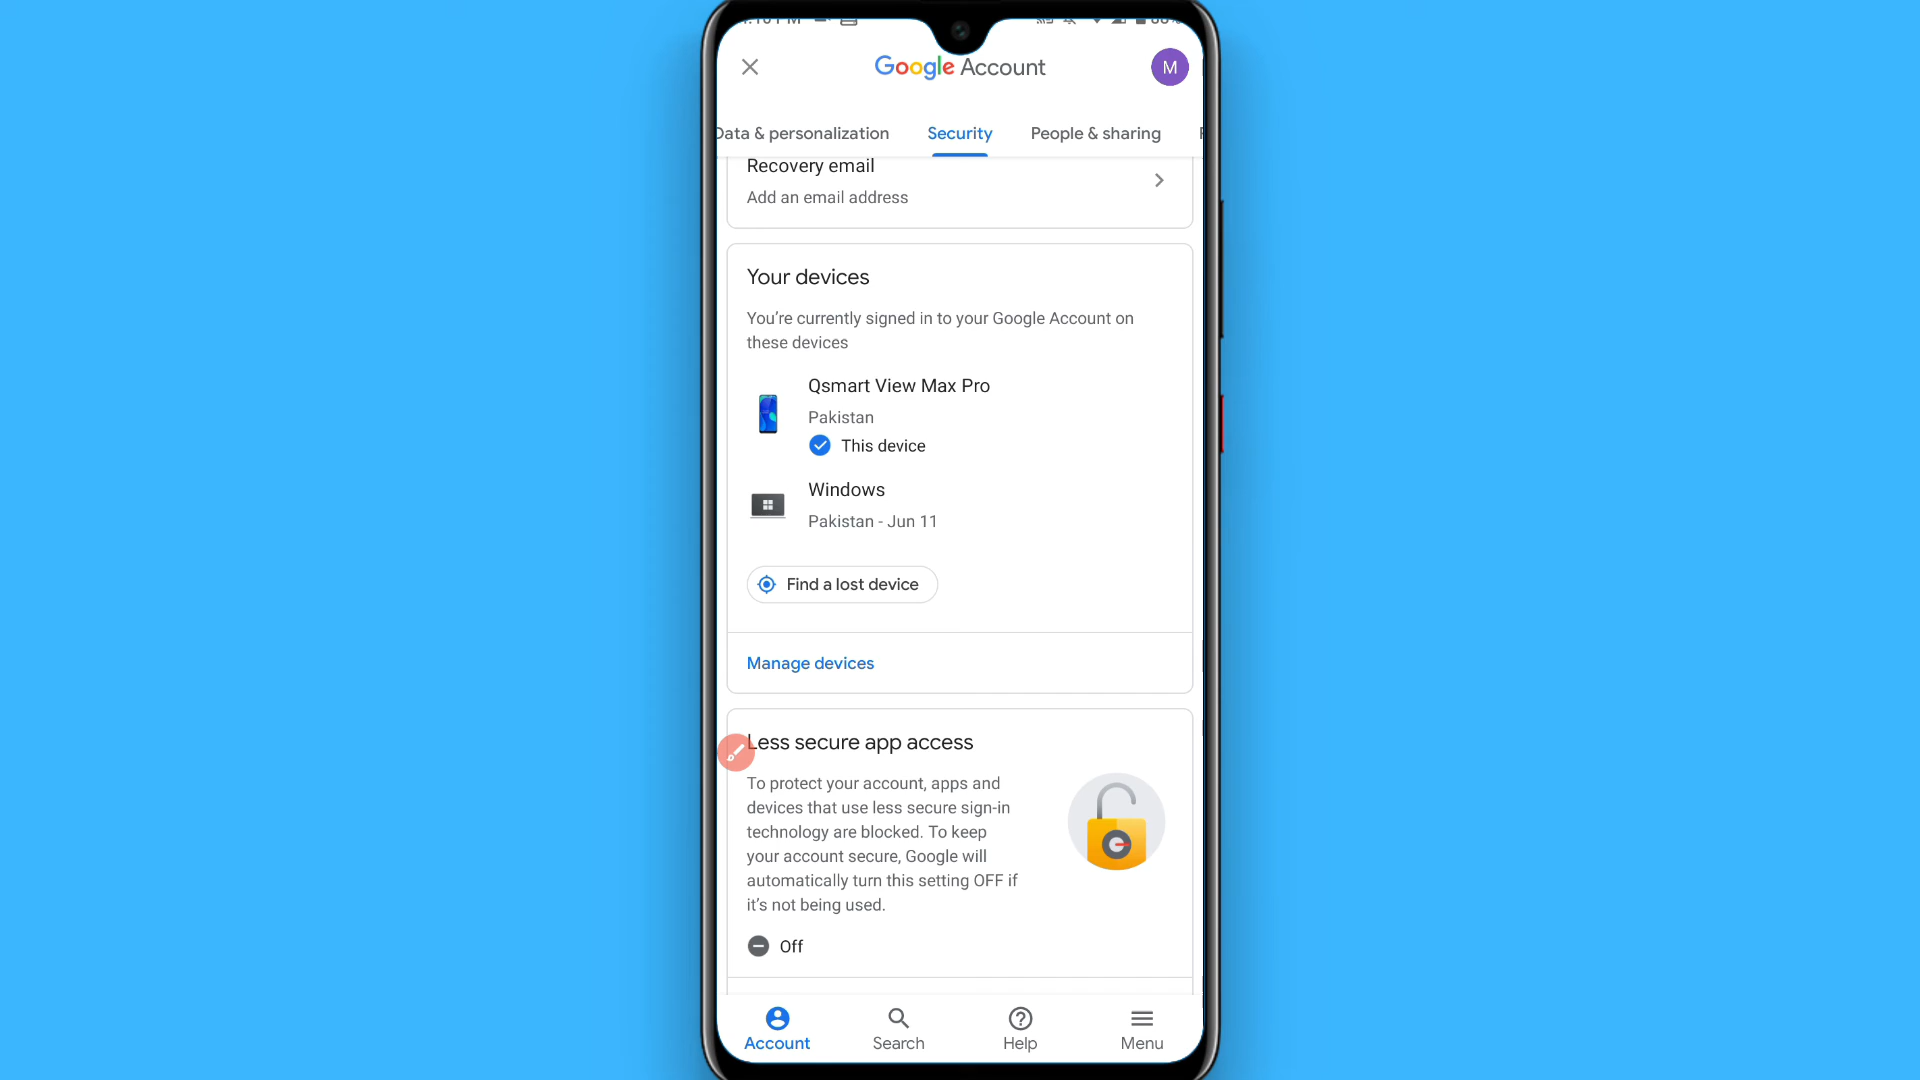 Google Account
M
Data & personalization Security People & sharing
Recovery email
Add an email address
Your devices
You're currently signed in to your Google Account on
these devices
Qsmart View Max Pro
Pakistan
This device
Windows
Pakistan - Jun 11
Find a lost device
Manage devices
Less secure app access
To protect your account, apps and
devices that use less secure sign-in
technology are blocked. To keep
your account secure, Google will
automatically turn this setting OFF if
it's not being used.
Off
Account Search Help Menu